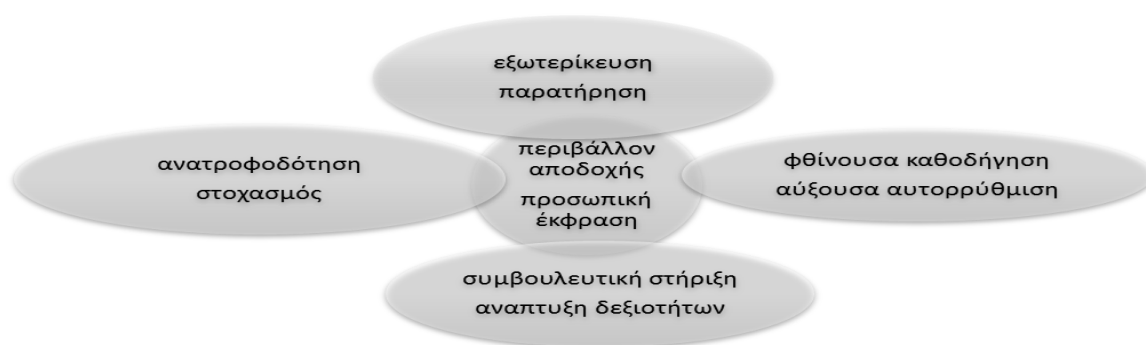 εξωτερίκευση
παρατήρηση
ανατροφοδότηση
στοχασμός
περιβάλλον
αποδοχής
προσωπική
έκφραση
φθίνουσα καθοδήγηση
αύξουσα αυτορρύθμιση
συμβουλευτική στήριξη
αναπτυξη δεξιοτήτων